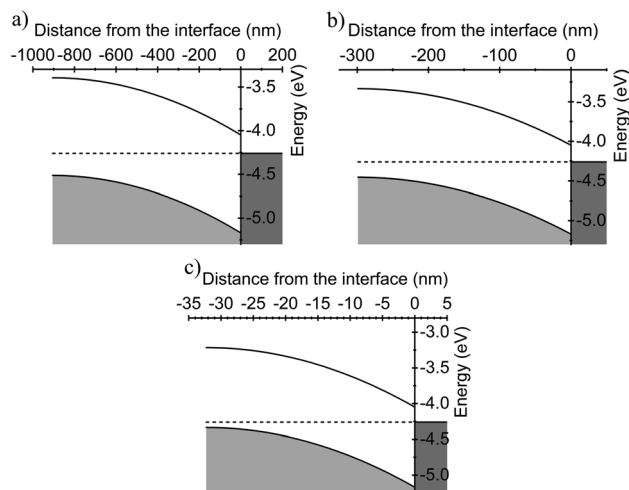 a)
Distance from the interface (nm)
-1000 -800 -600 -400 -200 0 200
-3.5
-4.0
-4.5
-5.0
Energy (eV)
b)
Distance from the interface (nm)
-300 -200 -100 0
-3.5
-4.0
-4.5
-5.0
Energy (eV)
c)
Distance from the interface (nm)
-35 -30 -25 -20 -15 -10 -5 0 5
-3.0
-3.5
-4.0
-4.5
-5.0
Energy (eV)